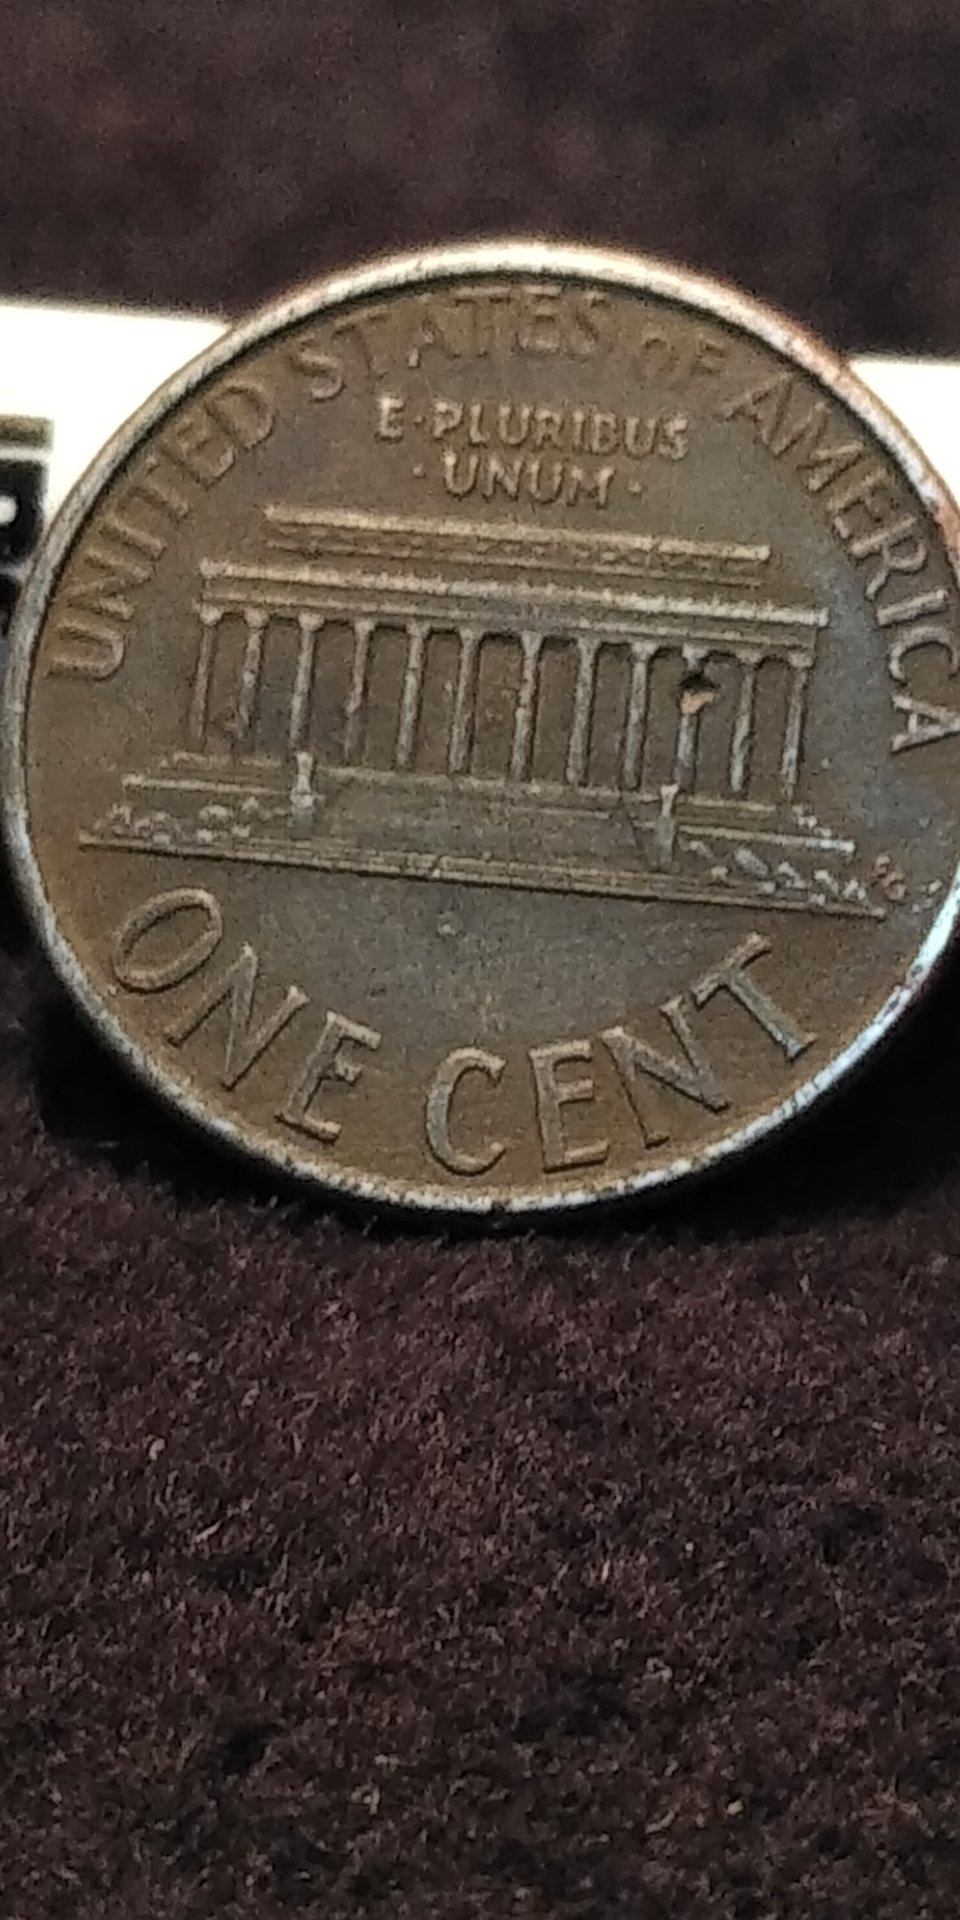 UNITED STATES OF AMERICA
E·PLURIBUS
·UNUM·
ONE CENT